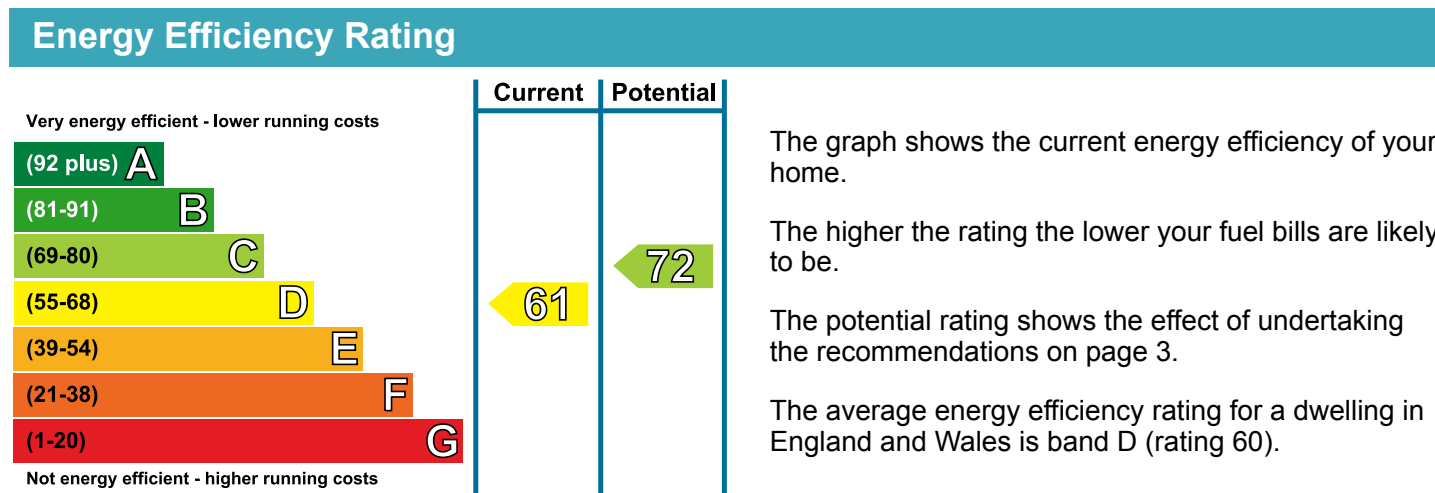 Energy Efficiency Rating
Current Potential
Very energy efficient - lower running costs
(92 plus) A
(81-91) B
(69-80) C
(55-68) D
(39-54) E
(21-38) F
(1-20) G
Not energy efficient - higher running costs
61
72
The graph shows the current energy efficiency of your
home.
The higher the rating the lower your fuel bills are likely
to be.
The potential rating shows the effect of undertaking
the recommendations on page 3.
The average energy efficiency rating for a dwelling in
England and Wales is band D (rating 60).